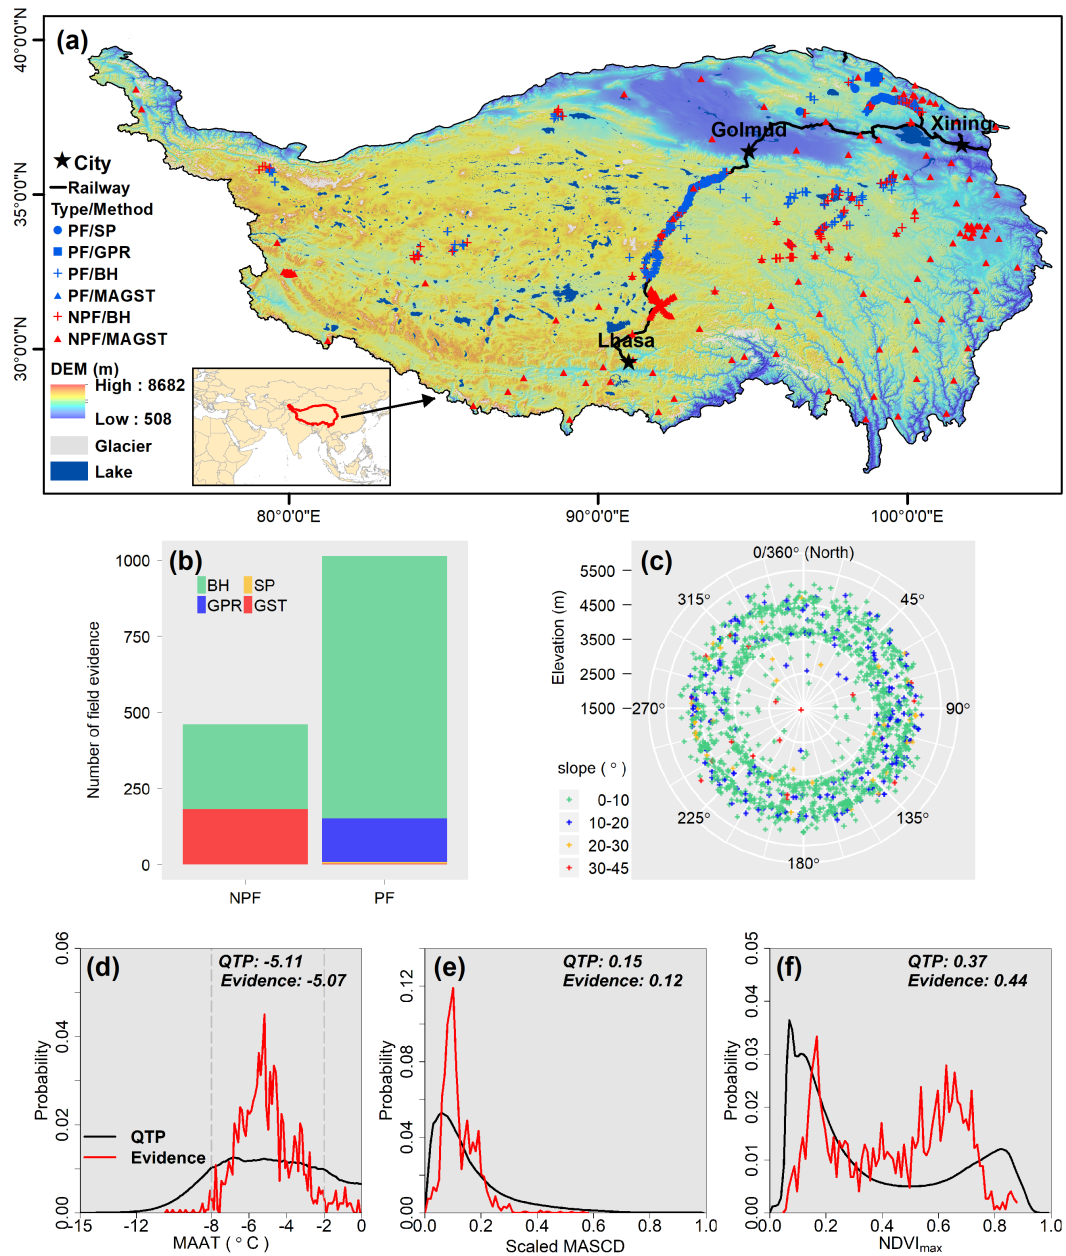 (a)
40°0'0"N
35°0'0"N
30°0'0"N
80°0'0"E
90°0'0"E
100°0'0"E
Golmud
Xining
Lhasa
City
Railway
Type/Method
PF/SP
PF/GPR
PF/BH
PF/MAGST
NPF/BH
NPF/MAGST
DEM (m)
High : 8682
Low : 508
Glacier
Lake
(b)
Number of field evidence
1000
750
500
250
0
BH
SP
GPR
GST
NPF
PF
(c)
0/360° (North)
45°
90°
135°
180°
225°
270°
315°
Elevation (m)
5500
4500
3500
2500
1500
slope ( ° )
0-10
10-20
20-30
30-45
(d)
QTP: -5.11
Evidence: -5.07
Probability
0.06
0.04
0.02
0.00
QTP
Evidence
-15
-12
-8
-6
-4
-2
0
MAAT ( ° C )
(e)
QTP: 0.15
Evidence: 0.12
Probability
0.12
0.08
0.04
0.00
0.0
0.2
0.4
0.6
0.8
1.0
Scaled MASCD
(f)
QTP: 0.37
Evidence: 0.44
Probability
0.05
0.04
0.03
0.02
0.01
0.00
0.0
0.2
0.4
0.6
0.8
1.0
NDVImax